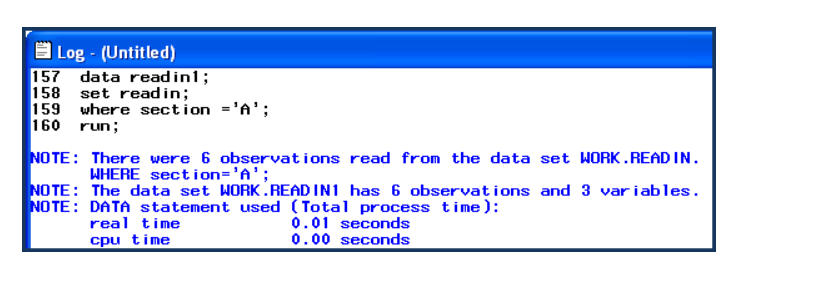 Log - (Untitled)
157 data readin1;
158 set readin;
159 where section ='A';
160 run;
NOTE: There were 6 observations read from the data set WORK.READIN.
WHERE section='A';
NOTE: The data set WORK.READIN1 has 6 observations and 3 variables.
NOTE: DATA statement used (Total process time):
real time 0.01 seconds
cpu time 0.00 seconds